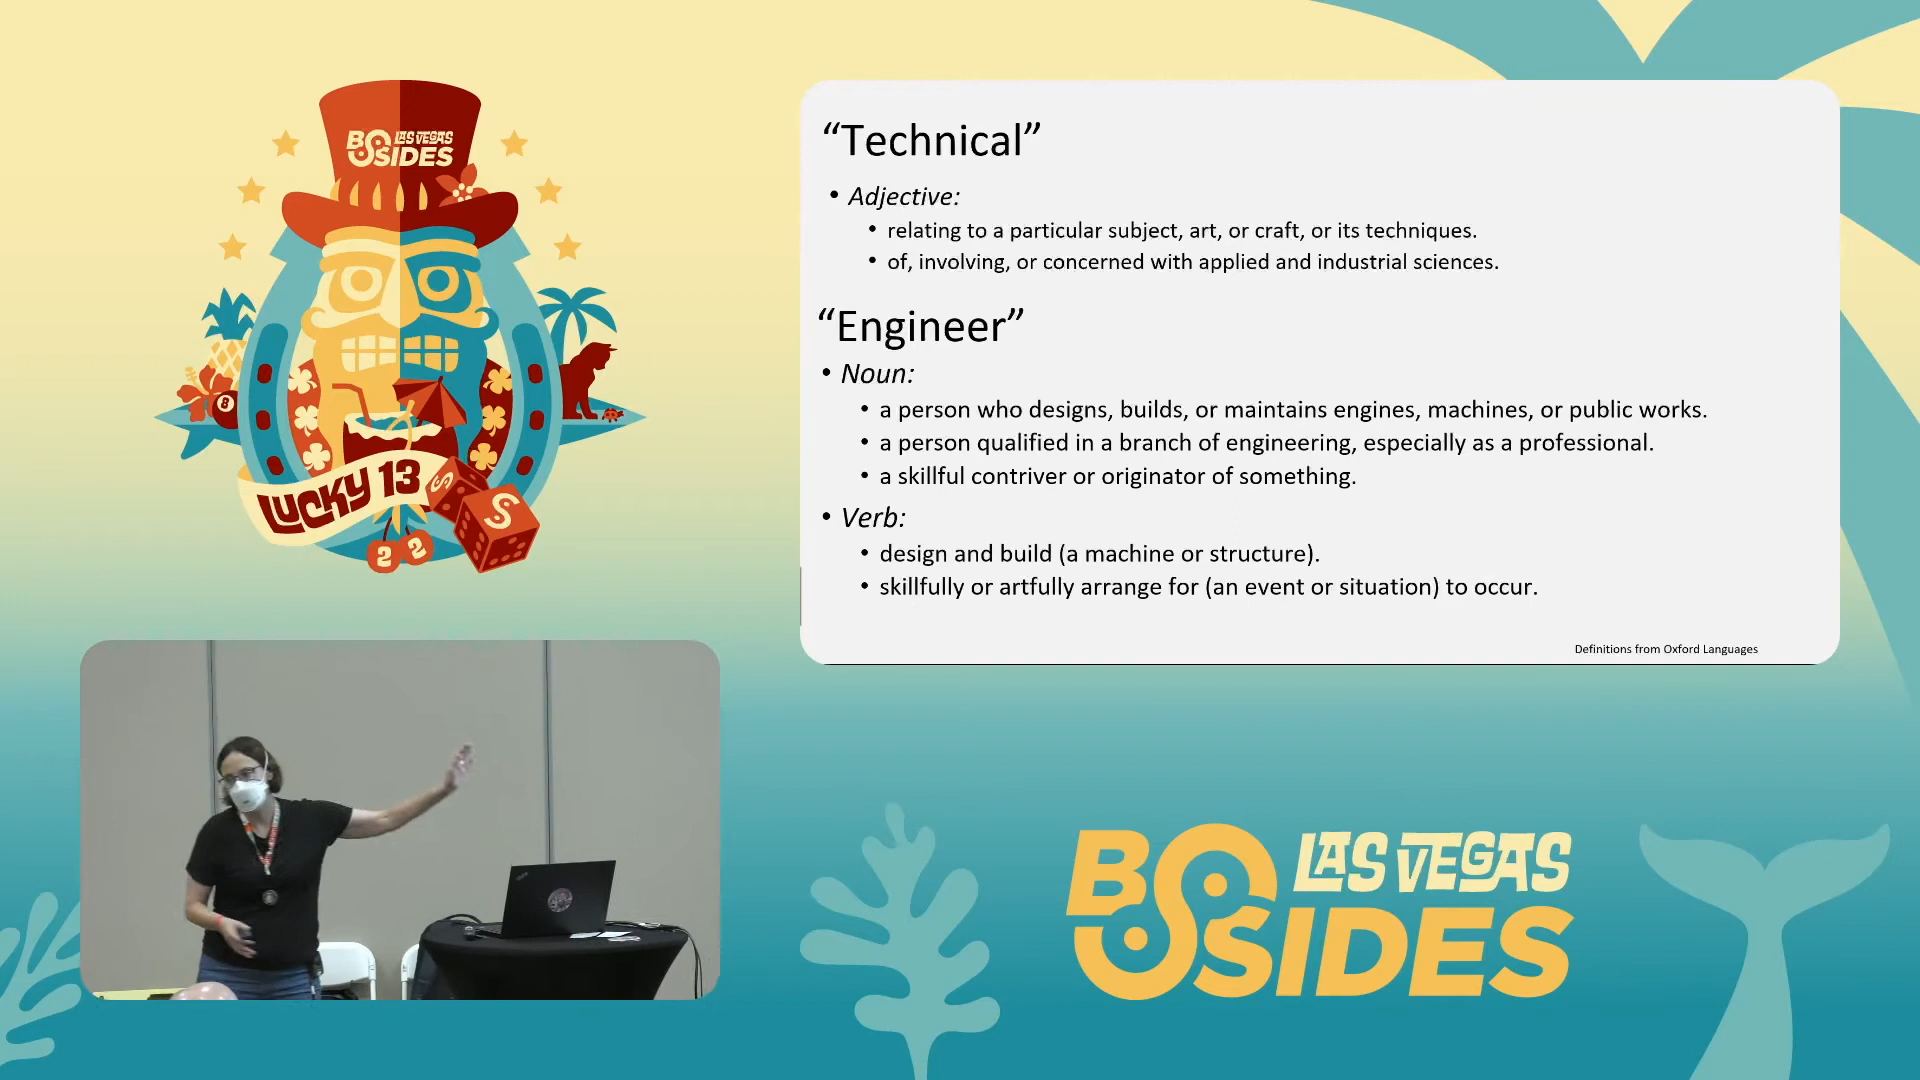 BSIDES LAS VEGAS
8
LUCKY 13
S
S
2 2
“Technical”
• Adjective:
• relating to a particular subject, art, or craft, or its techniques.
• of, involving, or concerned with applied and industrial sciences.
“Engineer”
• Noun:
• a person who designs, builds, or maintains engines, machines, or public works.
• a person qualified in a branch of engineering, especially as a professional.
• a skillful contriver or originator of something.
• Verb:
• design and build (a machine or structure).
• skillfully or artfully arrange for (an event or situation) to occur.
Definitions from Oxford Languages
BSIDES LAS VEGAS